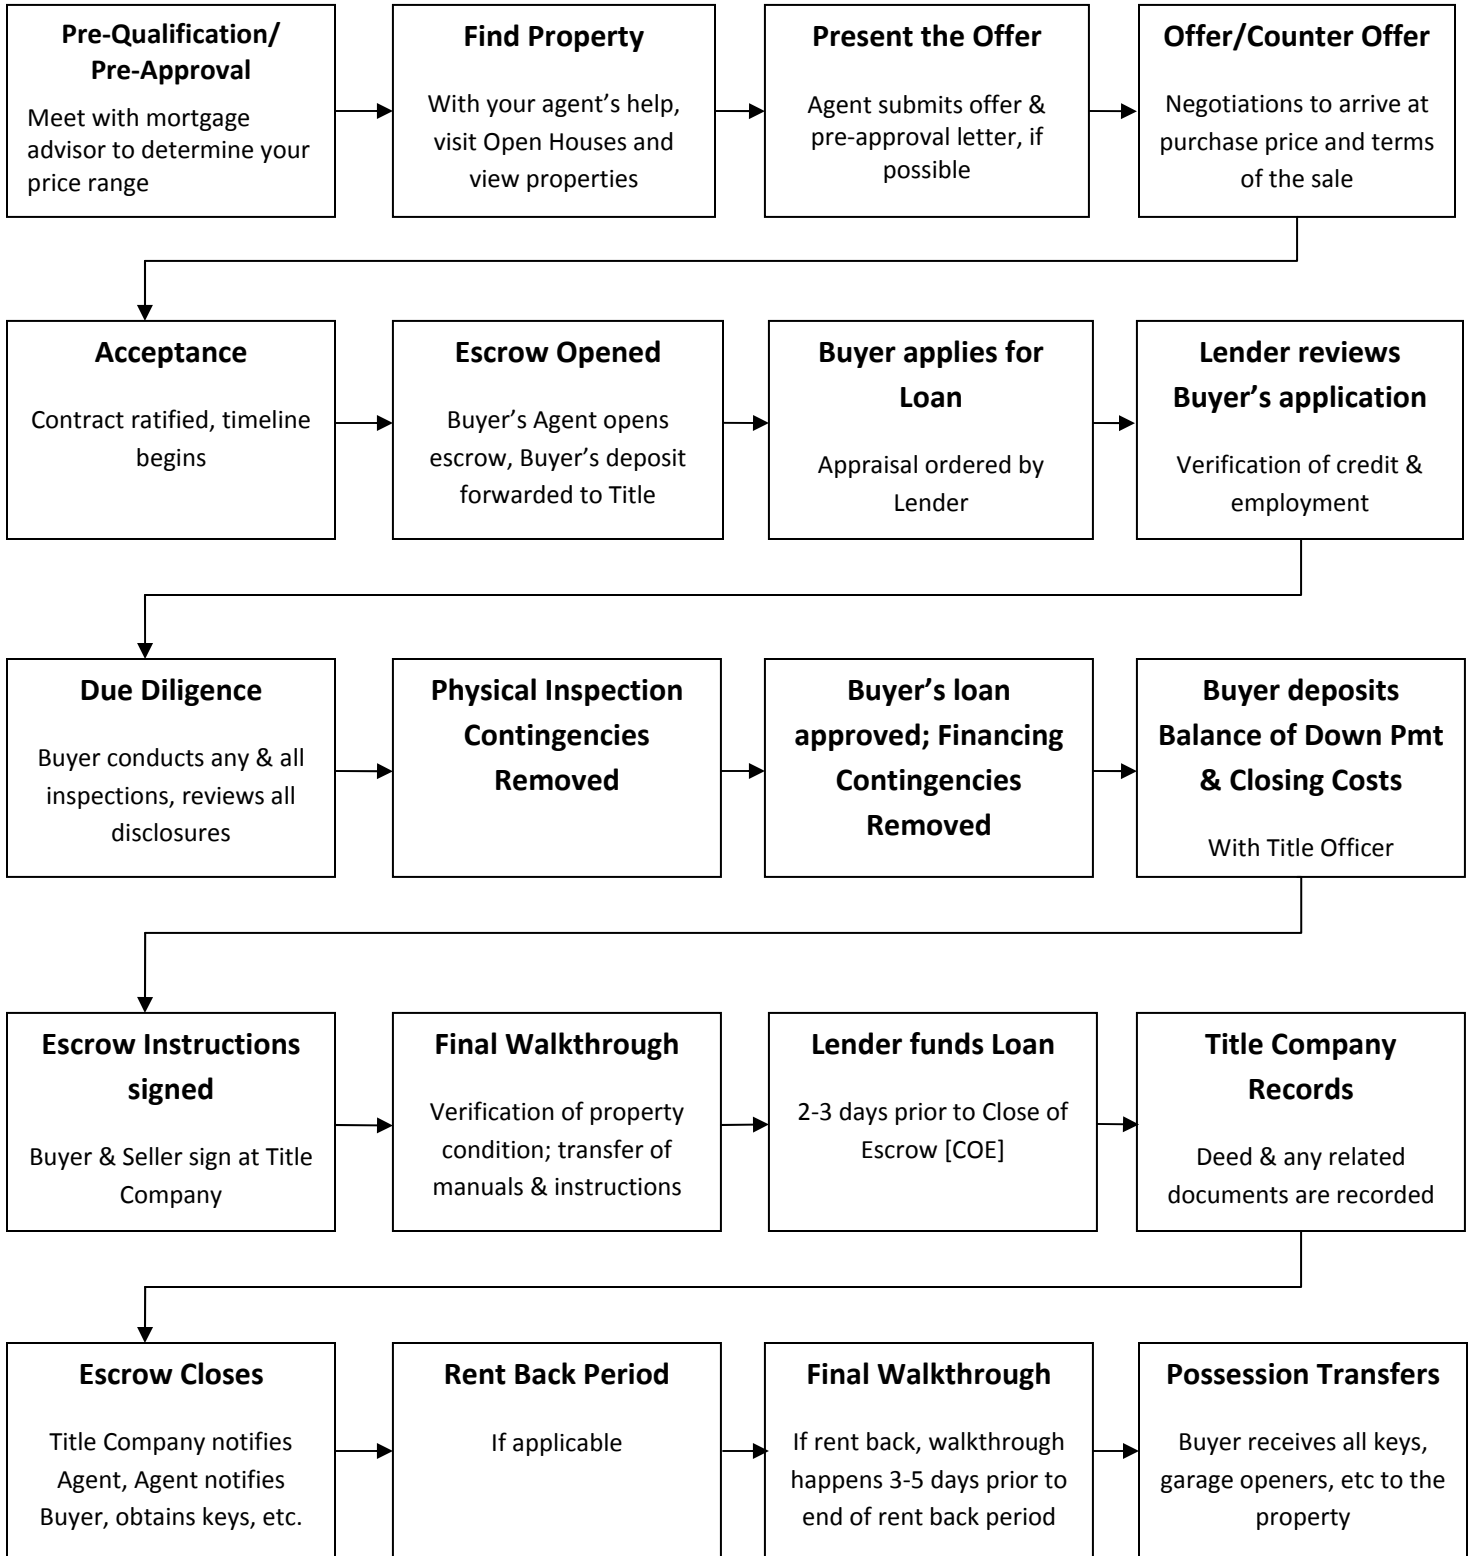 Pre-Qualification/
Pre-Approval
Meet with mortgage
advisor to determine your
price range
Find Property
With your agent’s help,
visit Open Houses and
view properties
Present the Offer
Agent submits offer &
pre-approval letter, if
possible
Offer/Counter Offer
Negotiations to arrive at
purchase price and terms
of the sale
Acceptance
Contract ratified, timeline
begins
Escrow Opened
Buyer’s Agent opens
escrow, Buyer’s deposit
forwarded to Title
Buyer applies for
Loan
Appraisal ordered by
Lender
Lender reviews
Buyer’s application
Verification of credit &
employment
Due Diligence
Buyer conducts any & all
inspections, reviews all
disclosures
Physical Inspection
Contingencies
Removed
Buyer’s loan
approved; Financing
Contingencies
Removed
Buyer deposits
Balance of Down Pmt
& Closing Costs
With Title Officer
Escrow Instructions
signed
Buyer & Seller sign at Title
Company
Final Walkthrough
Verification of property
condition; transfer of
manuals & instructions
Lender funds Loan
2-3 days prior to Close of
Escrow [COE]
Title Company
Records
Deed & any related
documents are recorded
Escrow Closes
Title Company notifies
Agent, Agent notifies
Buyer, obtains keys, etc.
Rent Back Period
If applicable
Final Walkthrough
If rent back, walkthrough
happens 3-5 days prior to
end of rent back period
Possession Transfers
Buyer receives all keys,
garage openers, etc to the
property